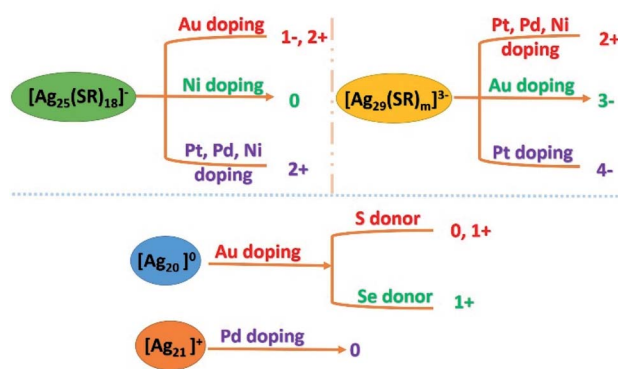 Au doping
1-, 2+
[Ag₂₅(SR)₁₈]⁻
Ni doping
0
Pt, Pd, Ni
doping
2+
Pt, Pd, Ni
doping
2+
[Ag₂₉(SR)ₘ]³⁻
Au doping
3-
Pt doping
4-
[Ag₂₀]⁰
Au doping
S donor
0, 1+
Se donor
1+
[Ag₂₁]⁺
Pd doping
0